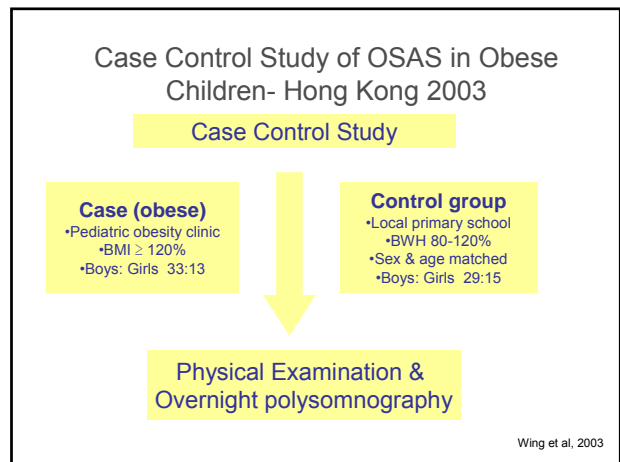 Case Control Study of OSAS in Obese
Children- Hong Kong 2003
Case Control Study
Case (obese)
•Pediatric obesity clinic
•BMI ≥ 120%
•Boys: Girls 33:13
Control group
•Local primary school
•BWH 80-120%
•Sex & age matched
•Boys: Girls 29:15
Physical Examination &
Overnight polysomnography
Wing et al, 2003